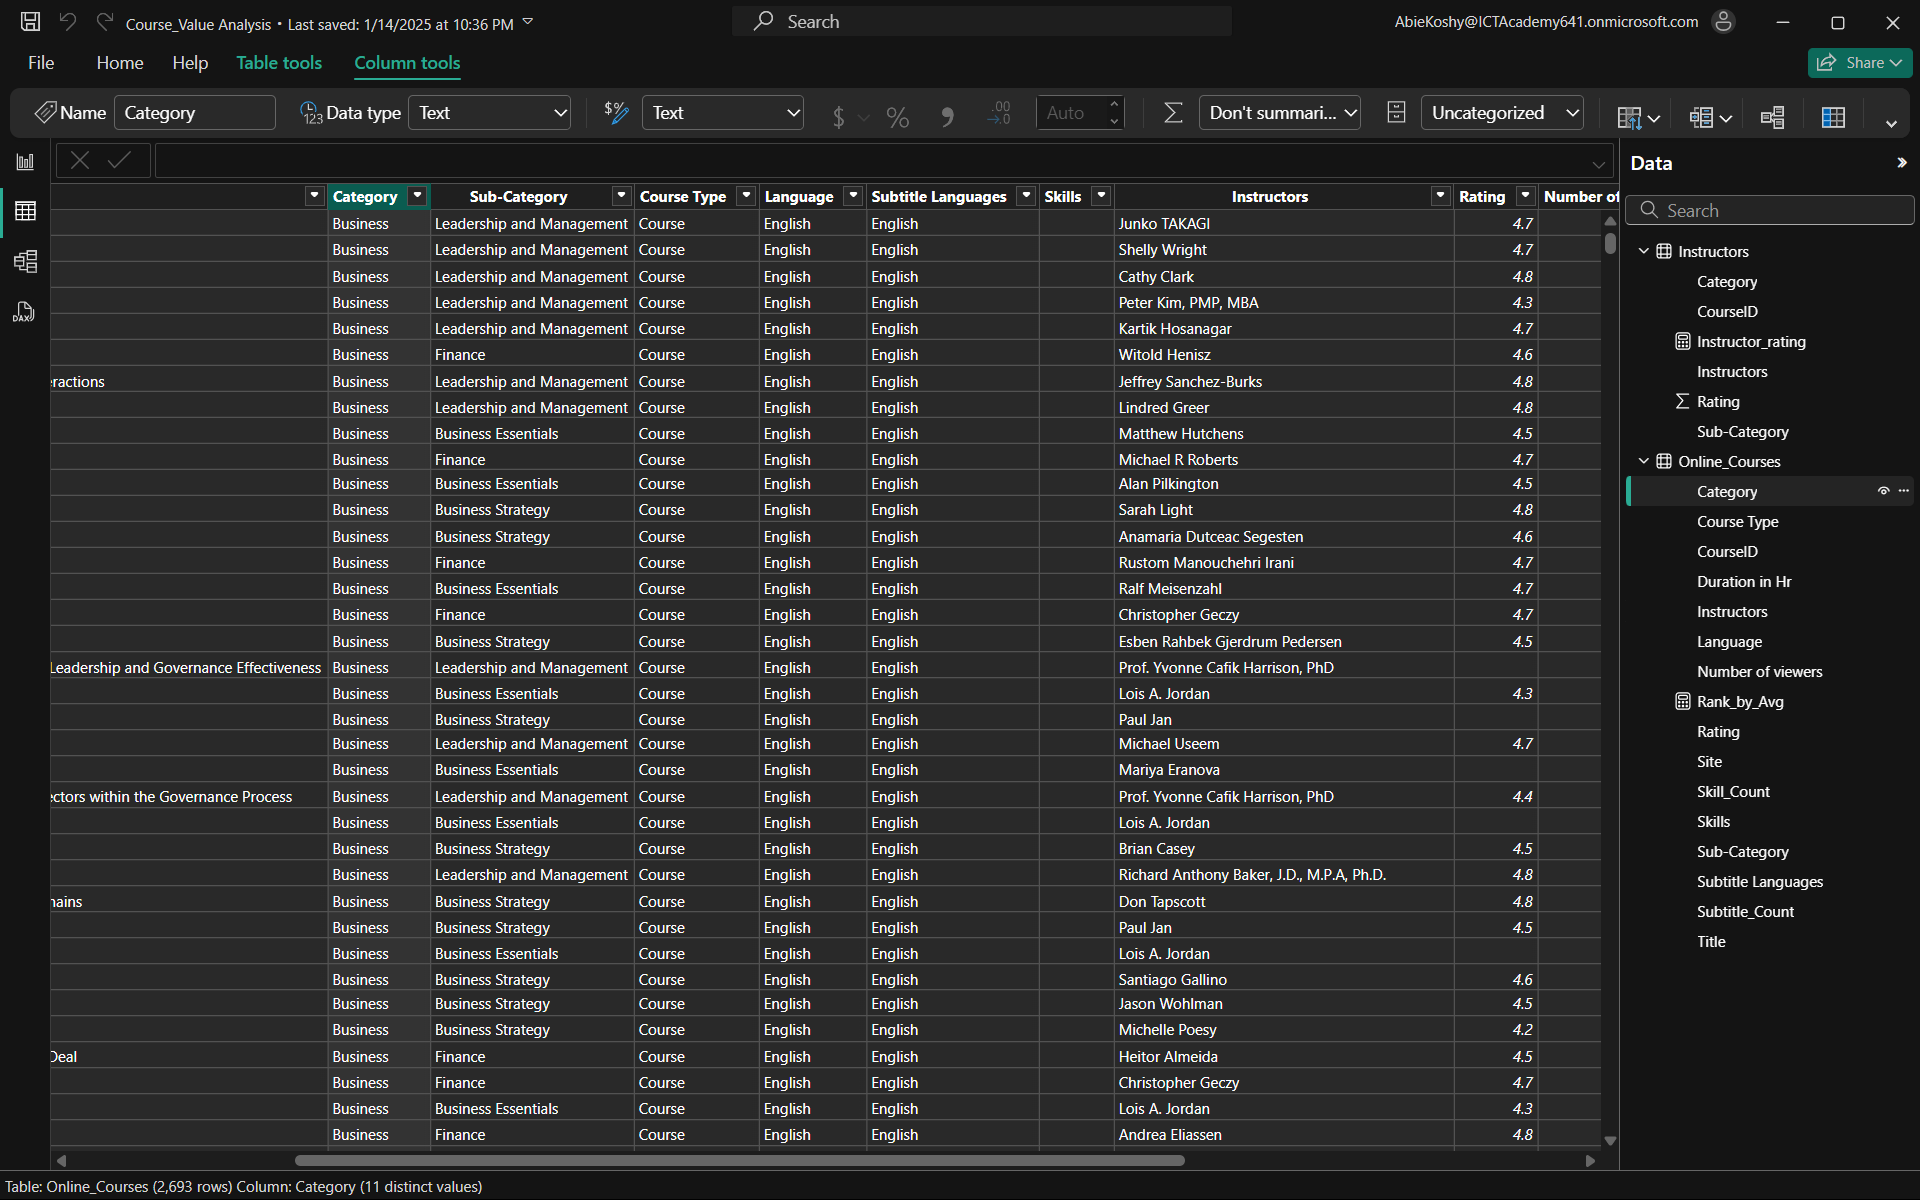 Course_Value Analysis • Last saved: 1/14/2025 at 10:36 PM
Search
AbieKoshy@ICTAcademy641.onmicrosoft.com
File Home Help Table tools Column tools
Share
Name Category Data type Text Text $ % .00 →.0 Auto Don't summari... Uncategorized
Data
Category Sub-Category Course Type Language Subtitle Languages Skills Instructors Rating Number of
Business Leadership and Management Course English English Junko TAKAGI 4.7
Business Leadership and Management Course English English Shelly Wright 4.7
Business Leadership and Management Course English English Cathy Clark 4.8
Business Leadership and Management Course English English Peter Kim, PMP, MBA 4.3
Business Leadership and Management Course English English Kartik Hosanagar 4.7
Business Finance Course English English Witold Henisz 4.6
eractions Business Leadership and Management Course English English Jeffrey Sanchez-Burks 4.8
Business Leadership and Management Course English English Lindred Greer 4.8
Business Business Essentials Course English English Matthew Hutchens 4.5
Business Finance Course English English Michael R Roberts 4.7
Business Business Essentials Course English English Alan Pilkington 4.5
Business Business Strategy Course English English Sarah Light 4.8
Business Business Strategy Course English English Anamaria Dutceac Segesten 4.6
Business Finance Course English English Rustom Manouchehri Irani 4.7
Business Business Essentials Course English English Ralf Meisenzahl 4.7
Business Finance Course English English Christopher Geczy 4.7
Business Business Strategy Course English English Esben Rahbek Gjerdrum Pedersen 4.5
Leadership and Governance Effectiveness Business Leadership and Management Course English English Prof. Yvonne Cafik Harrison, PhD
Business Business Essentials Course English English Lois A. Jordan 4.3
Business Business Strategy Course English English Paul Jan
Business Leadership and Management Course English English Michael Useem 4.7
Business Business Essentials Course English English Mariya Eranova
ectors within the Governance Process Business Leadership and Management Course English English Prof. Yvonne Cafik Harrison, PhD 4.4
Business Business Essentials Course English English Lois A. Jordan
Business Business Strategy Course English English Brian Casey 4.5
Business Leadership and Management Course English English Richard Anthony Baker, J.D., M.P.A, Ph.D. 4.8
hains Business Business Strategy Course English English Don Tapscott 4.8
Business Business Strategy Course English English Paul Jan 4.5
Business Business Essentials Course English English Lois A. Jordan
Business Business Strategy Course English English Santiago Gallino 4.6
Business Business Strategy Course English English Jason Wohlman 4.5
Business Business Strategy Course English English Michelle Poesy 4.2
Deal Business Finance Course English English Heitor Almeida 4.5
Business Finance Course English English Christopher Geczy 4.7
Business Business Essentials Course English English Lois A. Jordan 4.3
Business Finance Course English English Andrea Eliassen 4.8
Search
Instructors
Category
CourseID
Instructor_rating
Instructors
Rating
Sub-Category
Online_Courses
Category
Course Type
CourseID
Duration in Hr
Instructors
Language
Number of viewers
Rank_by_Avg
Rating
Site
Skill_Count
Skills
Sub-Category
Subtitle Languages
Subtitle_Count
Title
Table: Online_Courses (2,693 rows) Column: Category (11 distinct values)